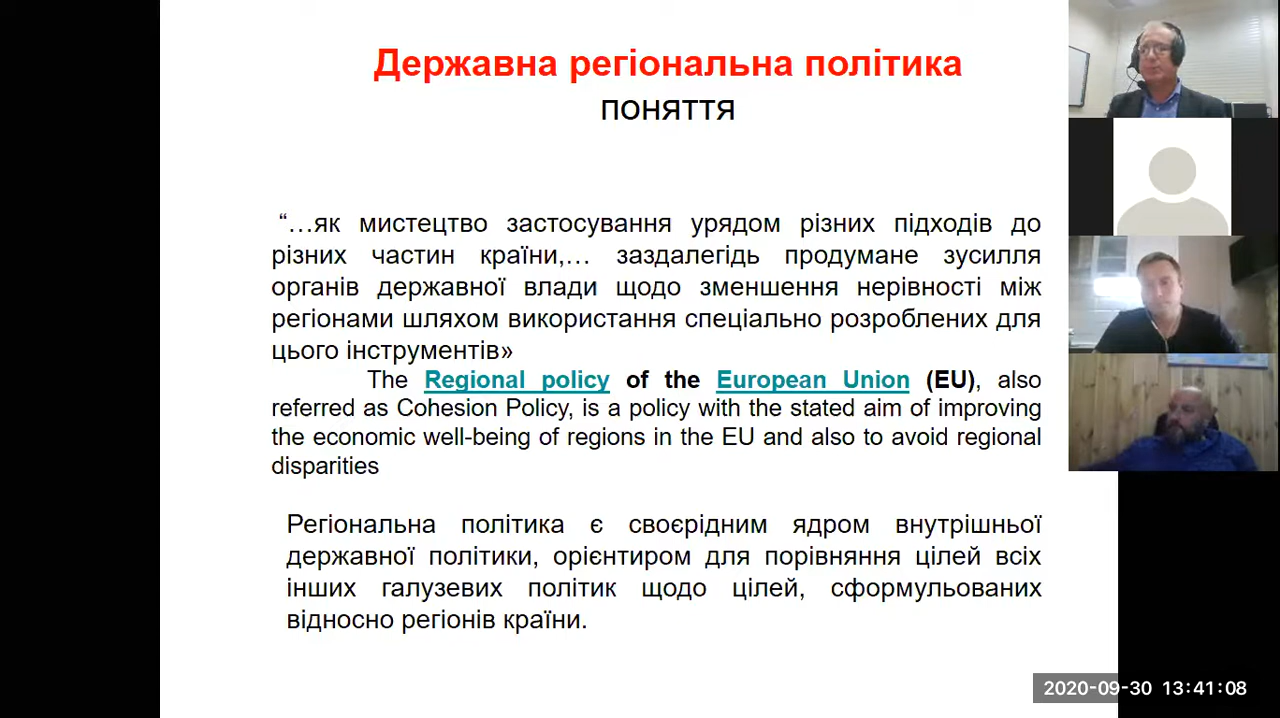 Державна регіональна політика
поняття
“…як мистецтво застосування урядом різних підходів до
різних частин країни,… заздалегідь продумане зусилля
органів державної влади щодо зменшення нерівності між
регіонами шляхом використання спеціально розроблених для
цього інструментів»
The Regional policy of the European Union (EU), also
referred as Cohesion Policy, is a policy with the stated aim of improving
the economic well-being of regions in the EU and also to avoid regional
disparities
Регіональна політика є своєрідним ядром внутрішньої
державної політики, орієнтиром для порівняння цілей всіх
інших галузевих політик щодо цілей, сформульованих
відносно регіонів країни.
2020-09-30 13:41:08